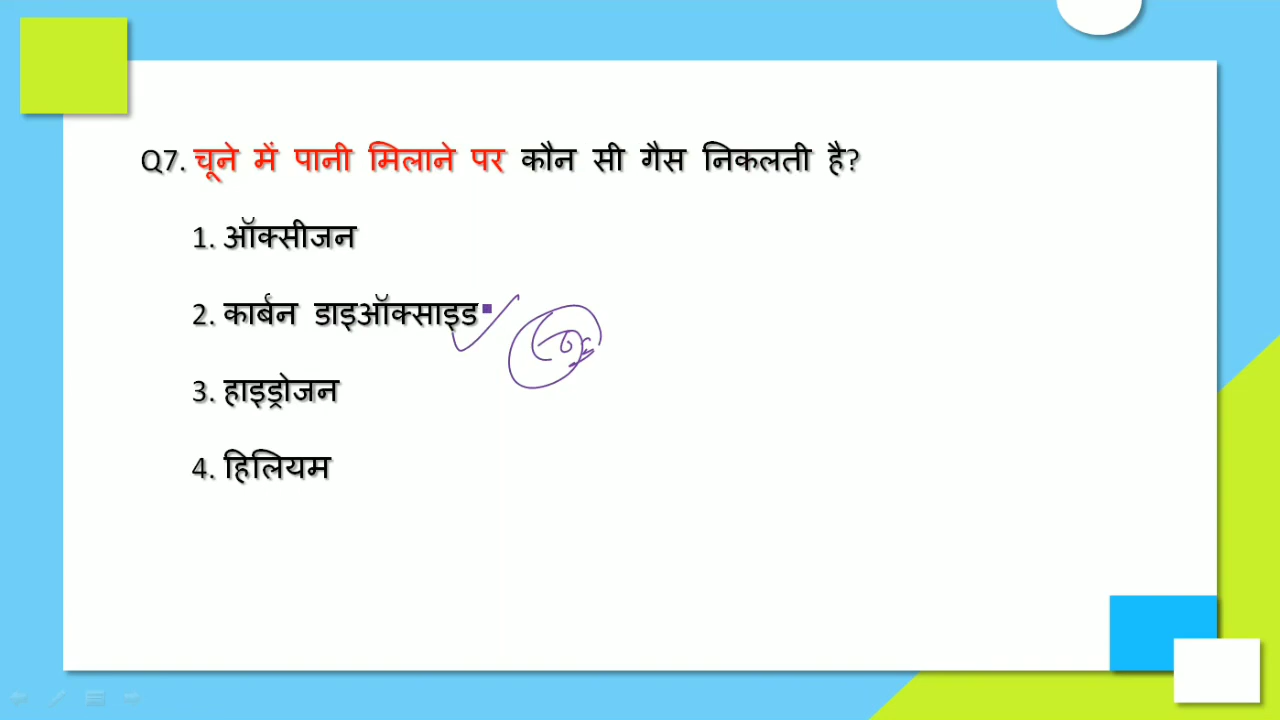 Q7. चूने में पानी मिलाने पर कौन सी गैस निकलती है?
1. ऑक्सीजन
2. कार्बन डाइऑक्साइड
3. हाइड्रोजन
4. हिलियम